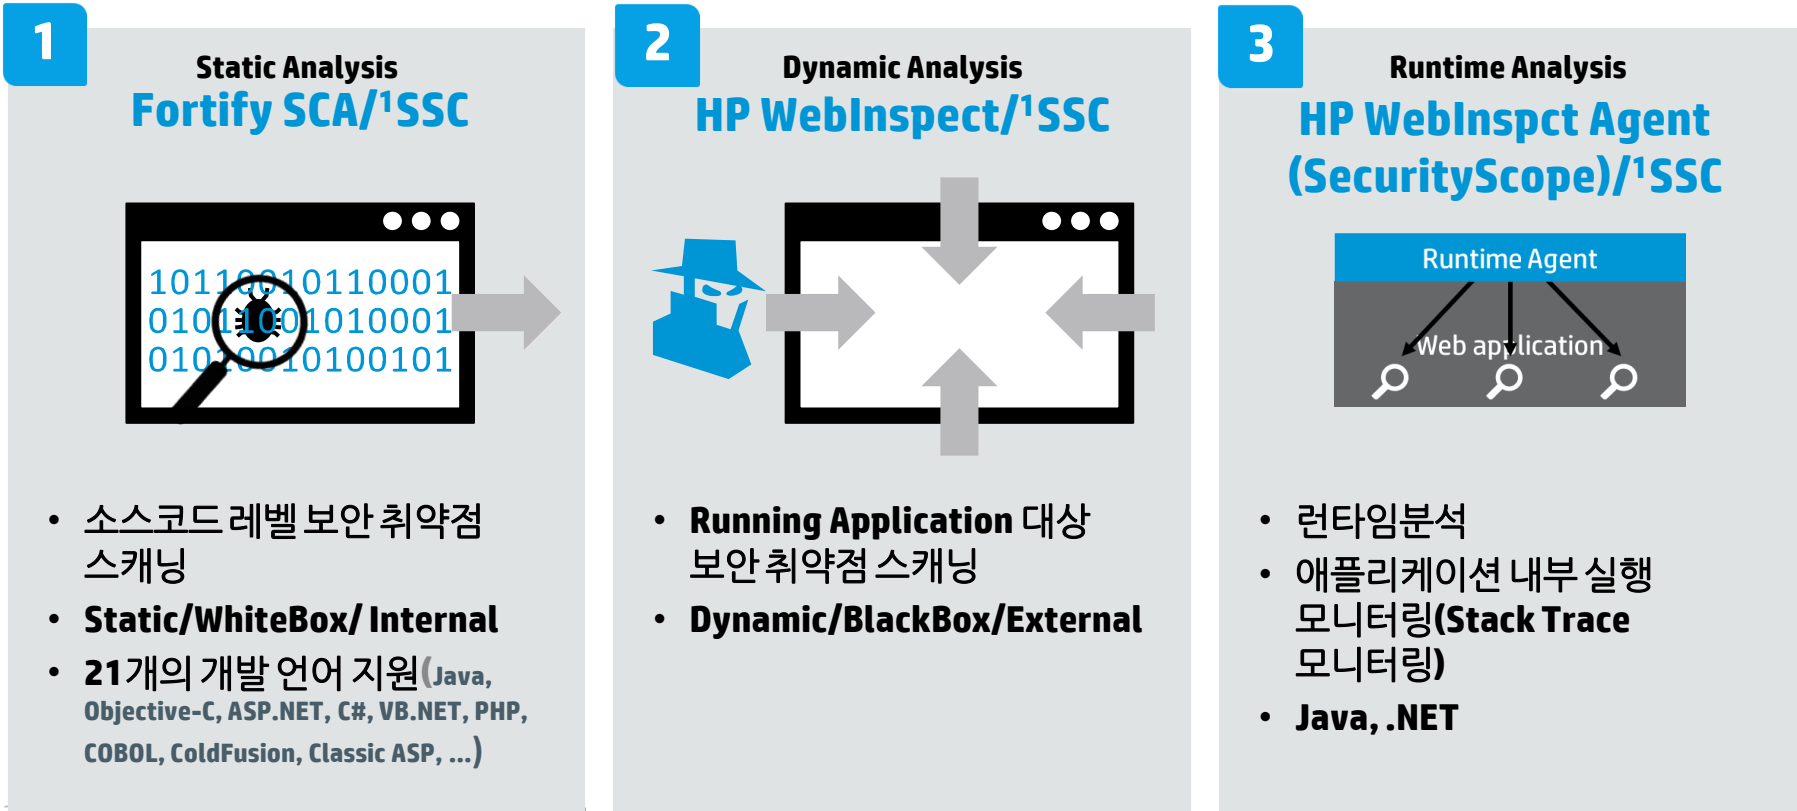 1
Static Analysis
Fortify SCA/¹SSC
10110010110001
01011001010001
01010010100101
• 소스코드 레벨 보안 취약점
스캐닝
• Static/WhiteBox/ Internal
• 21개의 개발 언어 지원(Java,
Objective-C, ASP.NET, C#, VB.NET, PHP,
COBOL, ColdFusion, Classic ASP, ...)
2
Dynamic Analysis
HP WebInspect/¹SSC
• Running Application 대상
보안 취약점 스캐닝
• Dynamic/BlackBox/External
3
Runtime Analysis
HP WebInspct Agent
(SecurityScope)/¹SSC
Runtime Agent
Web application
• 런타임분석
• 애플리케이션 내부 실행
모니터링(Stack Trace
모니터링)
• Java, .NET